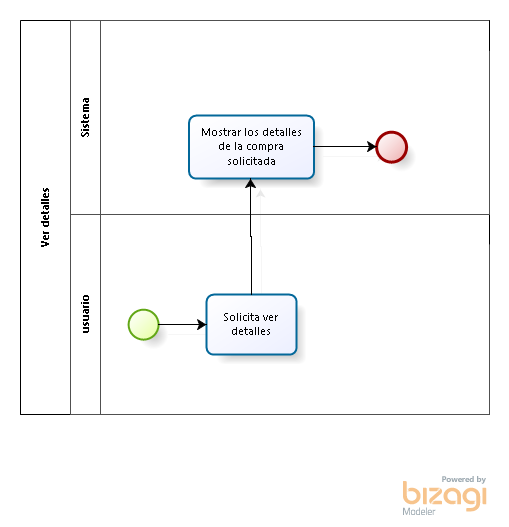 Ver detalles
Sistema
Mostrar los detalles
de la compra
solicitada
usuario
Solicita ver
detalles
Powered by
bizagi
Modeler